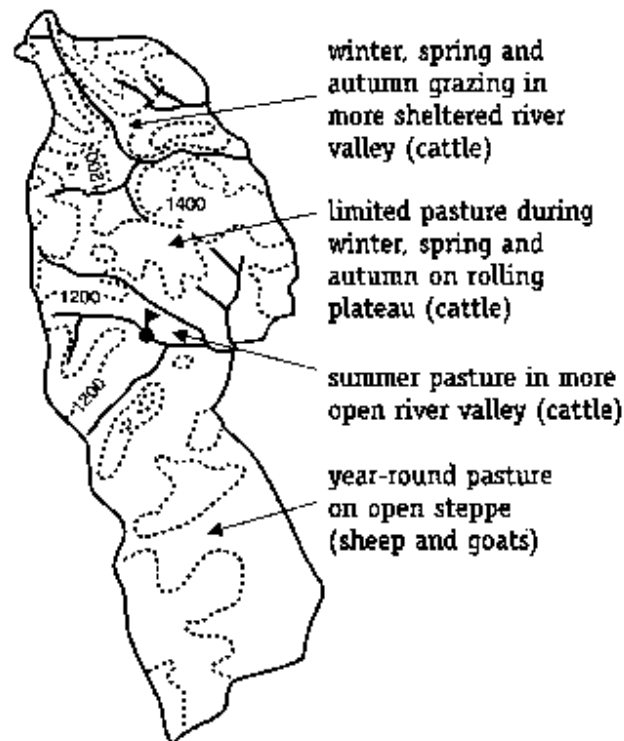 winter, spring and
autumn grazing in
more sheltered river
valley (cattle)
1200
1400
limited pasture during
winter, spring and
autumn on rolling
plateau (cattle)
1200
summer pasture in more
open river valley (cattle)
1200
year-round pasture
on open steppe
(sheep and goats)